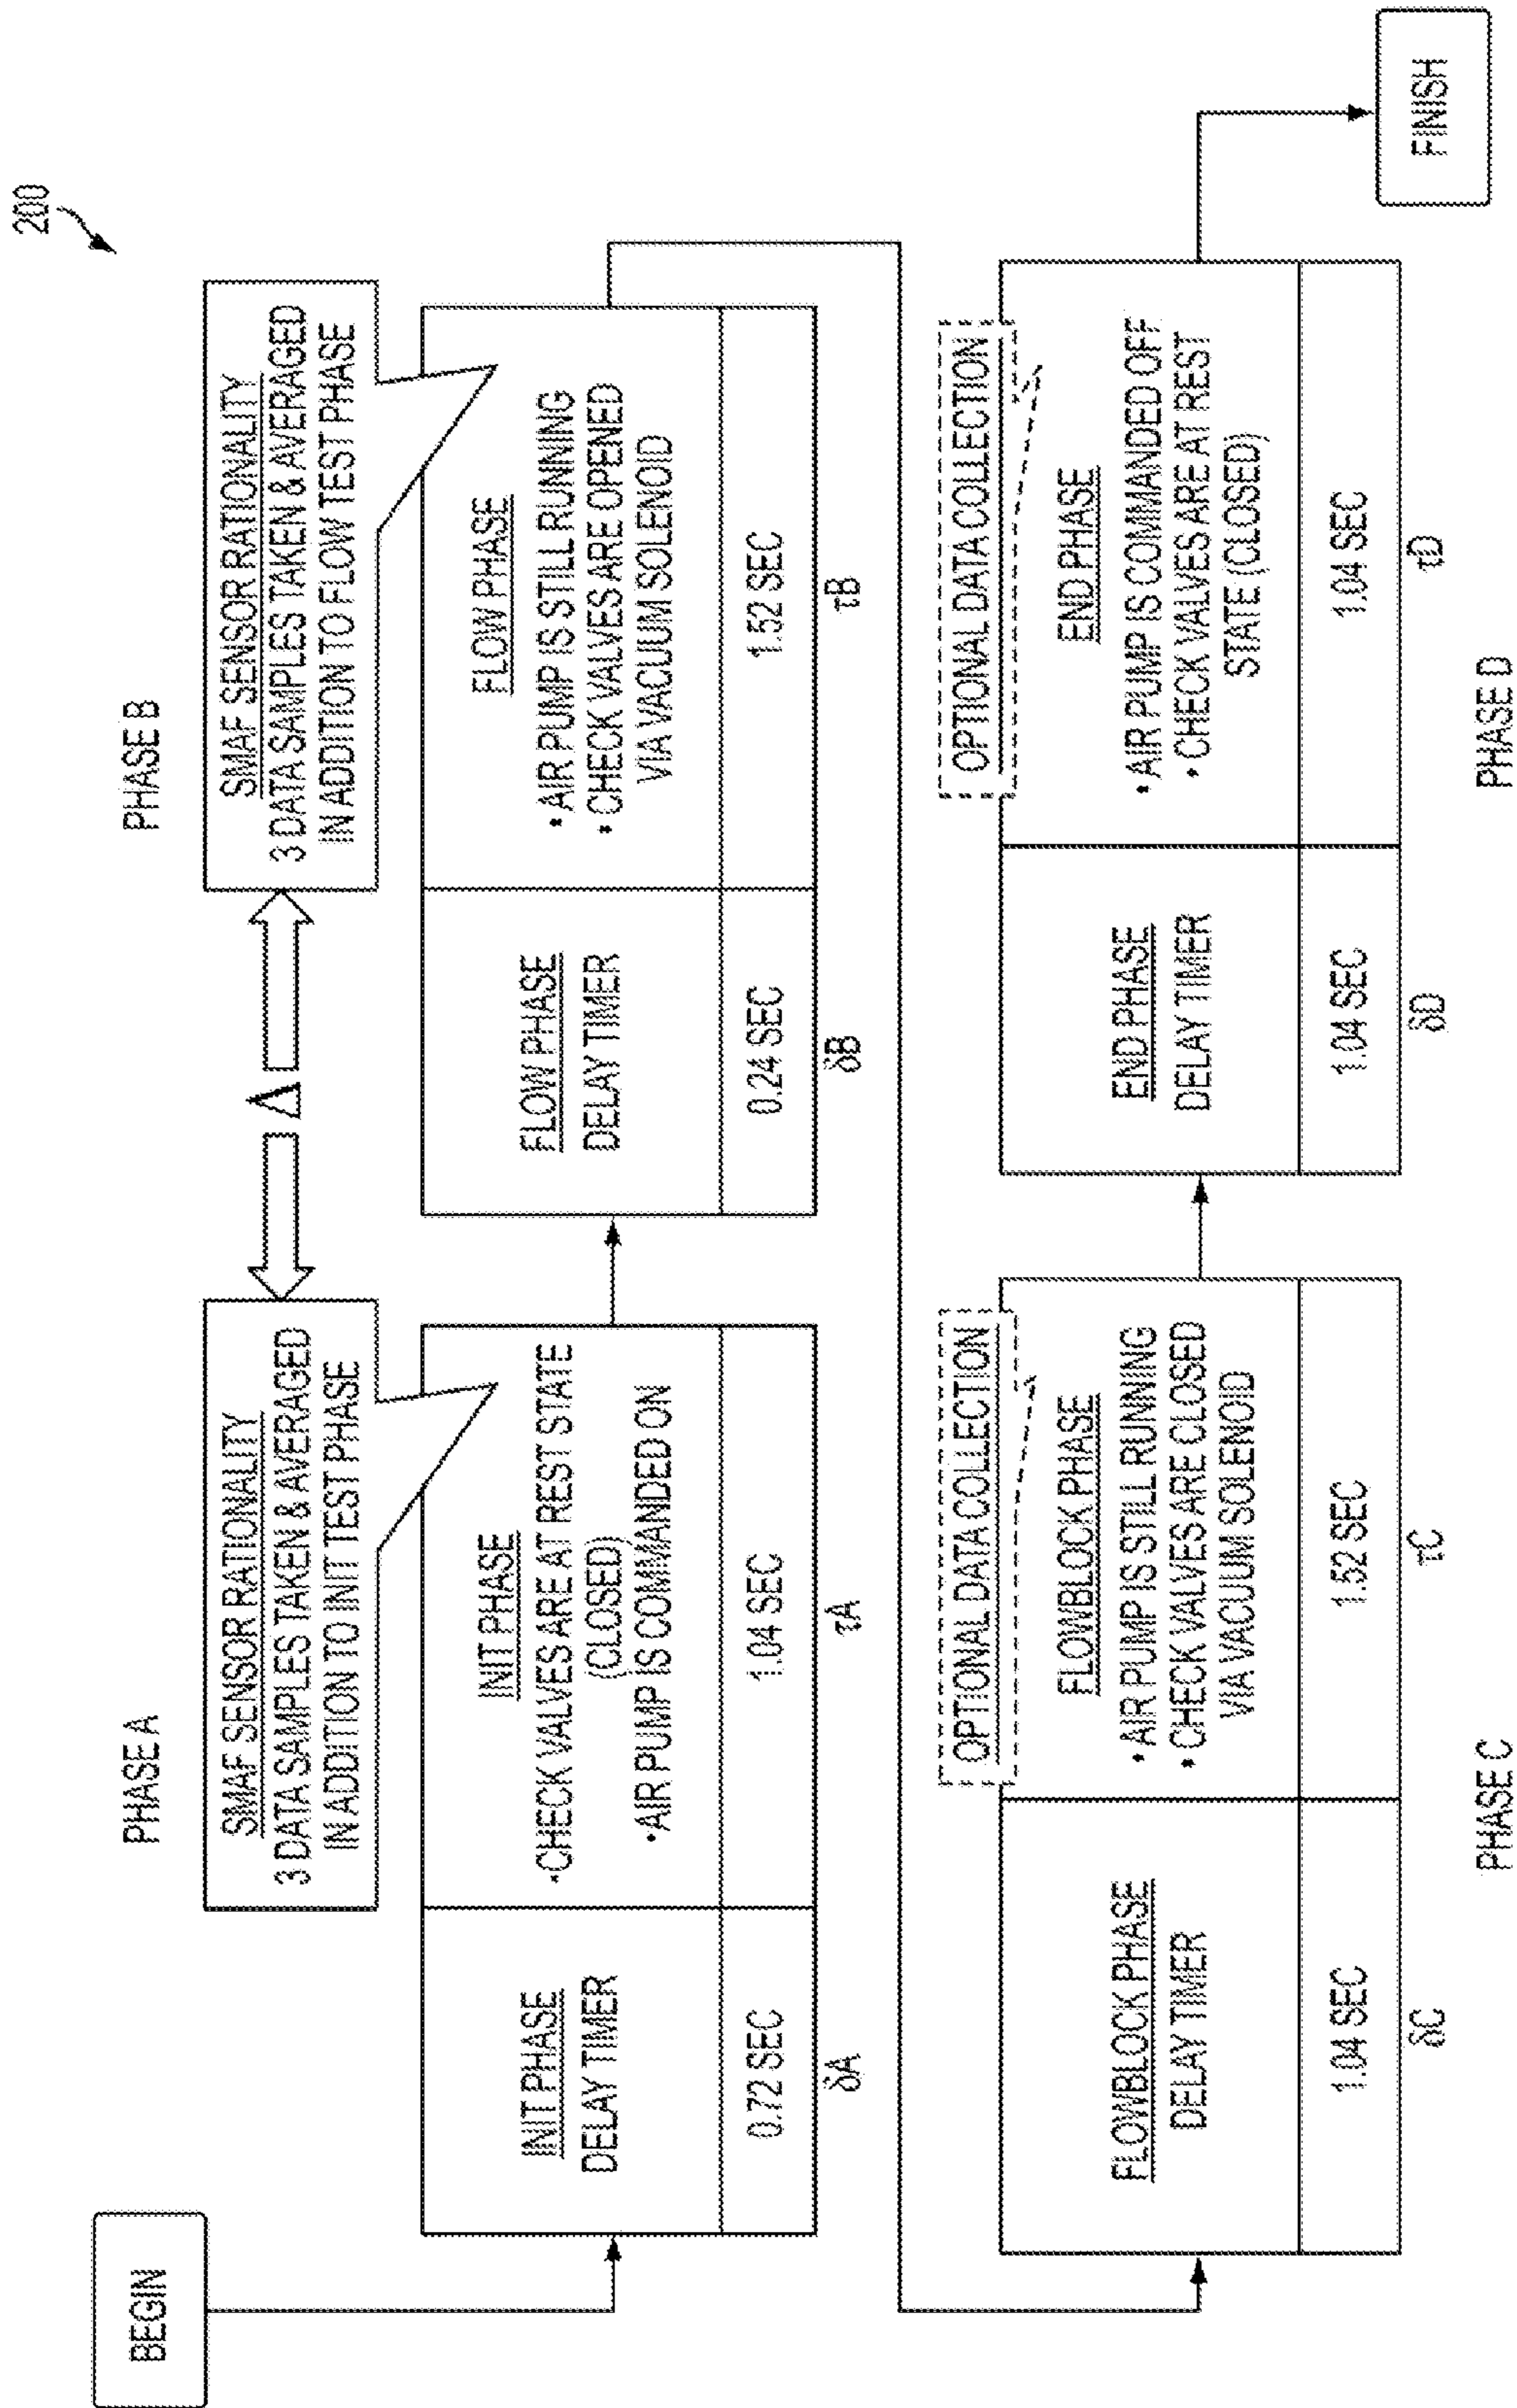 200
BEGIN
PHASE A
SMAF SENSOR RATIONALITY
3 DATA SAMPLES TAKEN & AVERAGED
IN ADDITION TO INIT TEST PHASE
Δ
PHASE B
SMAF SENSOR RATIONALITY
3 DATA SAMPLES TAKEN & AVERAGED
IN ADDITION TO FLOW TEST PHASE
INIT PHASE
DELAY TIMER
0.72 SEC
δA
INIT PHASE
•CHECK VALVES ARE AT REST STATE
(CLOSED)
•AIR PUMP IS COMMANDED ON
1.04 SEC
τA
FLOW PHASE
DELAY TIMER
0.24 SEC
δB
FLOW PHASE
• AIR PUMP IS STILL RUNNING
• CHECK VALVES ARE OPENED
VIA VACUUM SOLENOID
1.52 SEC
τB
FLOWBLOCK PHASE
DELAY TIMER
1.04 SEC
δC
OPTIONAL DATA COLLECTION
FLOWBLOCK PHASE
• AIR PUMP IS STILL RUNNING
• CHECK VALVES ARE CLOSED
VIA VACUUM SOLENOID
1.52 SEC
τC
PHASE C
END PHASE
DELAY TIMER
1.04 SEC
δD
OPTIONAL DATA COLLECTION
END PHASE
• AIR PUMP IS COMMANDED OFF
• CHECK VALVES ARE AT REST
STATE (CLOSED)
1.04 SEC
τD
PHASE D
FINISH